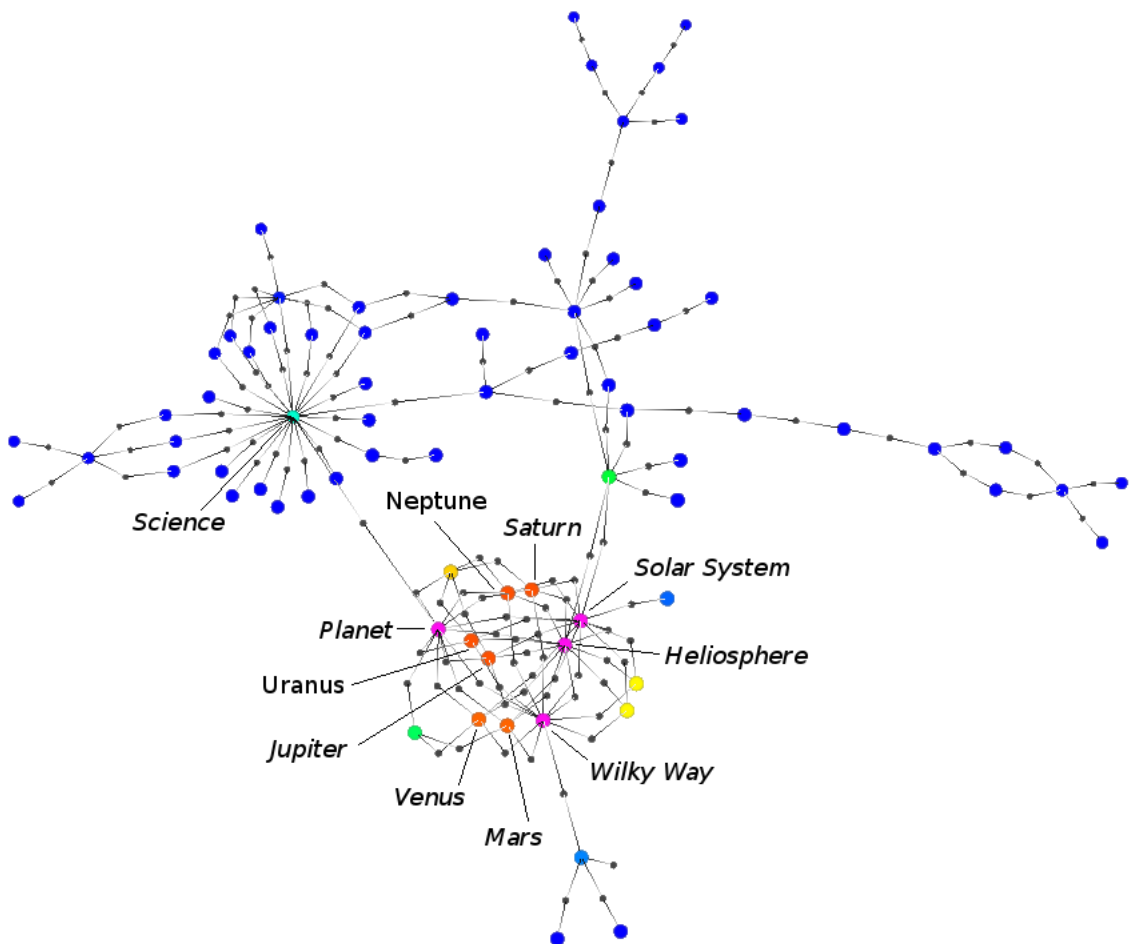 Science
Neptune
Saturn
Solar System
Planet
Heliosphere
Uranus
Jupiter
Wilky Way
Venus
Mars